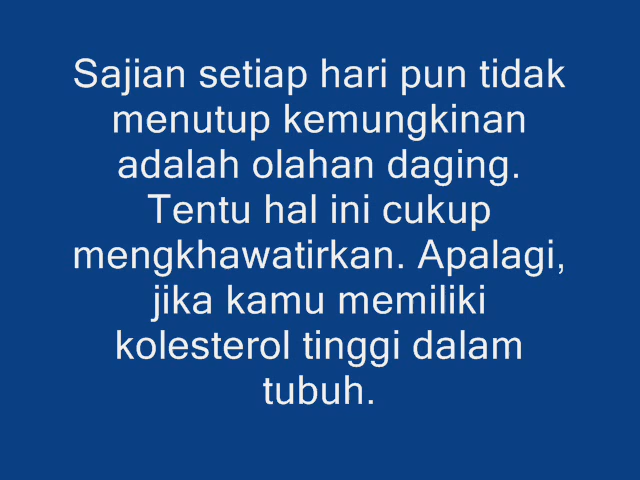 Sajian setiap hari pun tidak
menutup kemungkinan
adalah olahan daging.
Tentu hal ini cukup
mengkhawatirkan. Apalagi,
jika kamu memiliki
kolesterol tinggi dalam
tubuh.